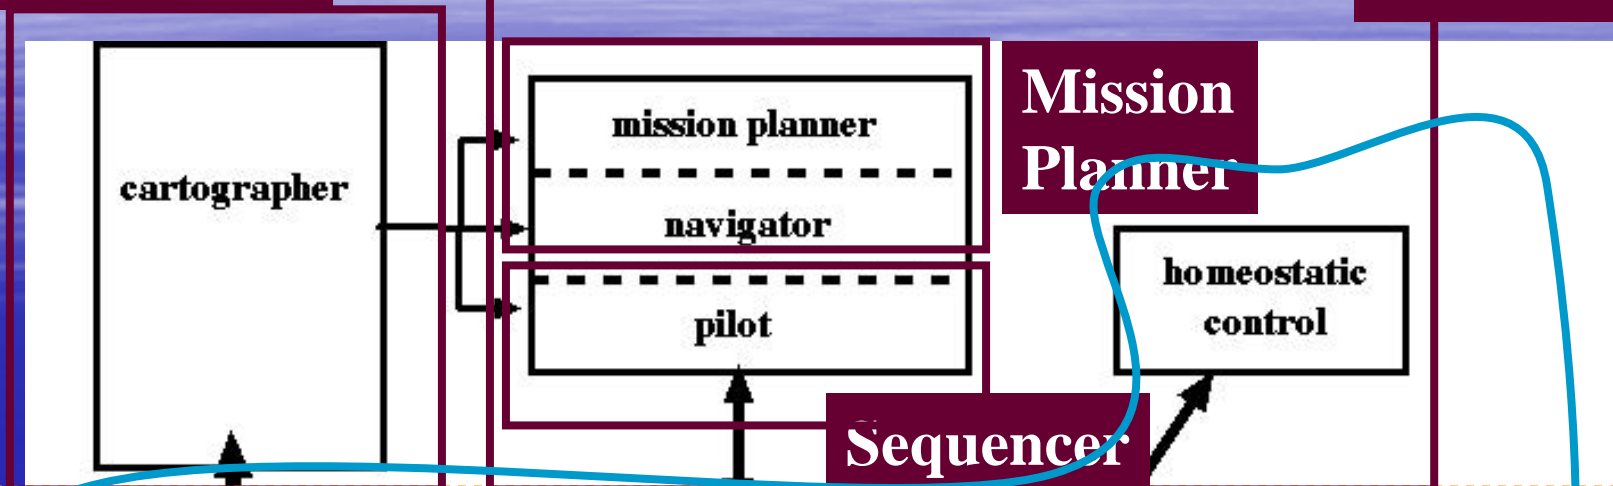 cartographer
mission planner
navigator
pilot
Mission
Planner
homeostatic
control
Sequencer